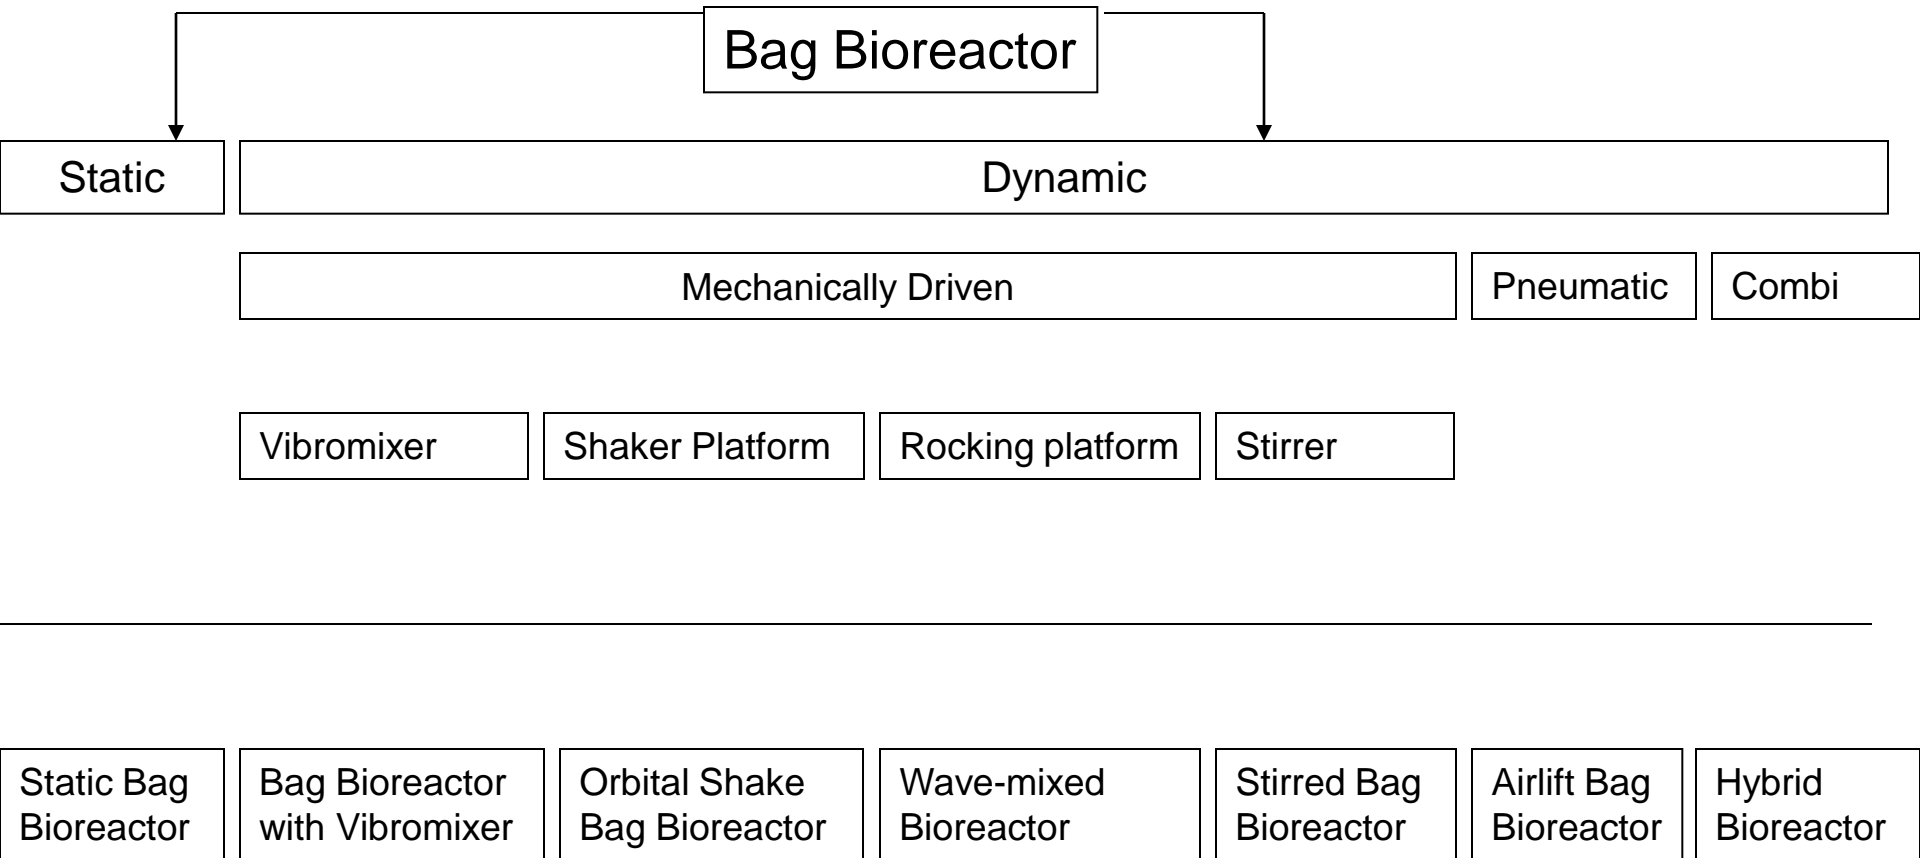 Bag Bioreactor
Static
Dynamic
Mechanically Driven
Pneumatic
Combi
Vibromixer
Shaker Platform
Rocking platform
Stirrer
Static Bag
Bioreactor
Bag Bioreactor
with Vibromixer
Orbital Shake
Bag Bioreactor
Wave-mixed
Bioreactor
Stirred Bag
Bioreactor
Airlift Bag
Bioreactor
Hybrid
Bioreactor